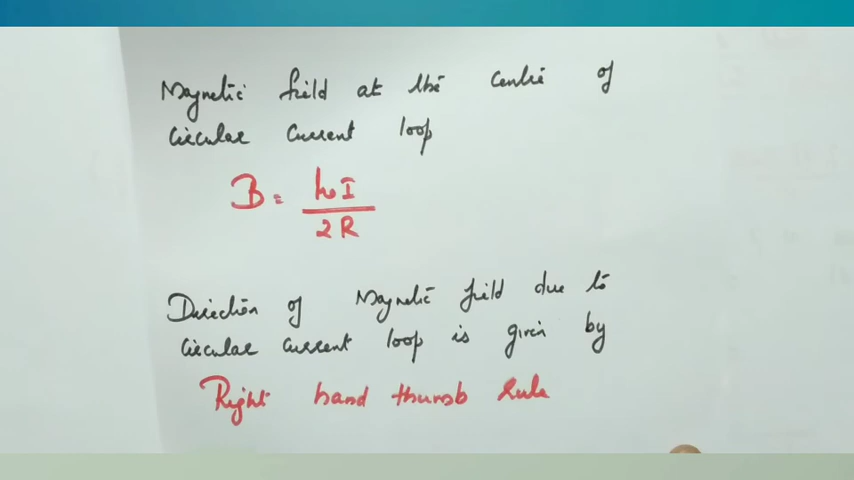 Magnetic field at the centre of
circular current loop
B = μ₀I
2R
Direction of Magnetic field due to
circular current loop is given by
Right hand thumb rule